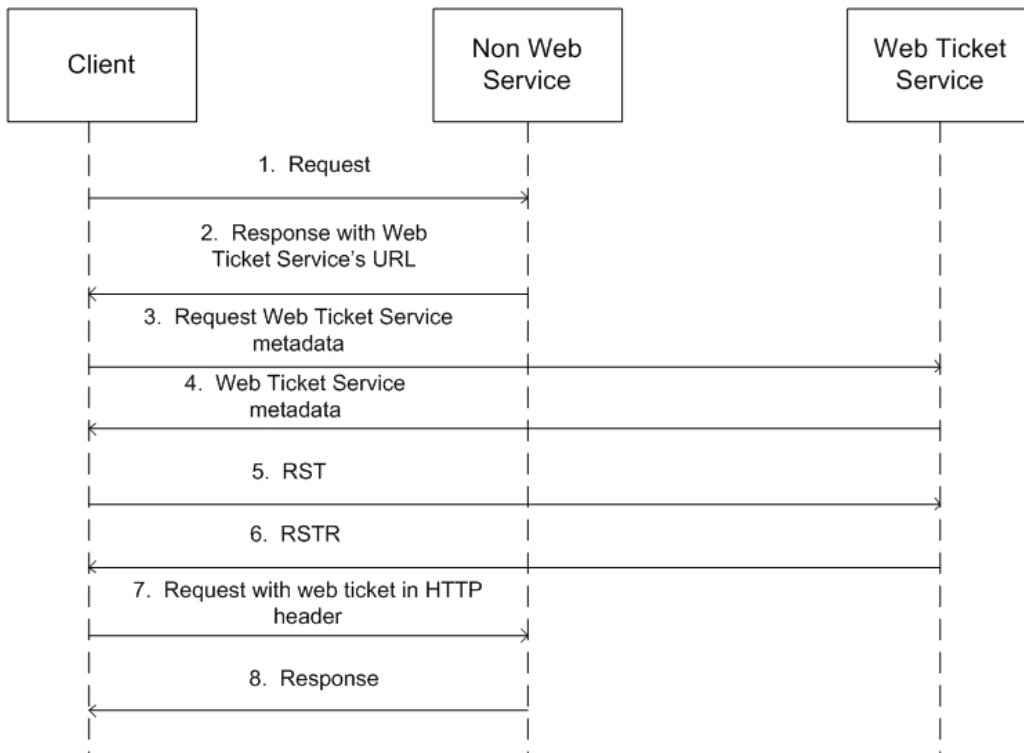 Client
Non Web
Service
Web Ticket
Service
1. Request
2. Response with Web
Ticket Service's URL
3. Request Web Ticket Service
metadata
4. Web Ticket Service
metadata
5. RST
6. RSTR
7. Request with web ticket in HTTP
header
8. Response